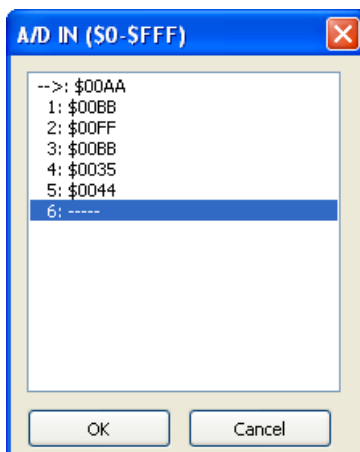 A/D IN ($0-$FFF)
-->: $00AA
1: $00BB
2: $00FF
3: $00BB
4: $0035
5: $0044
6: -----
OK Cancel